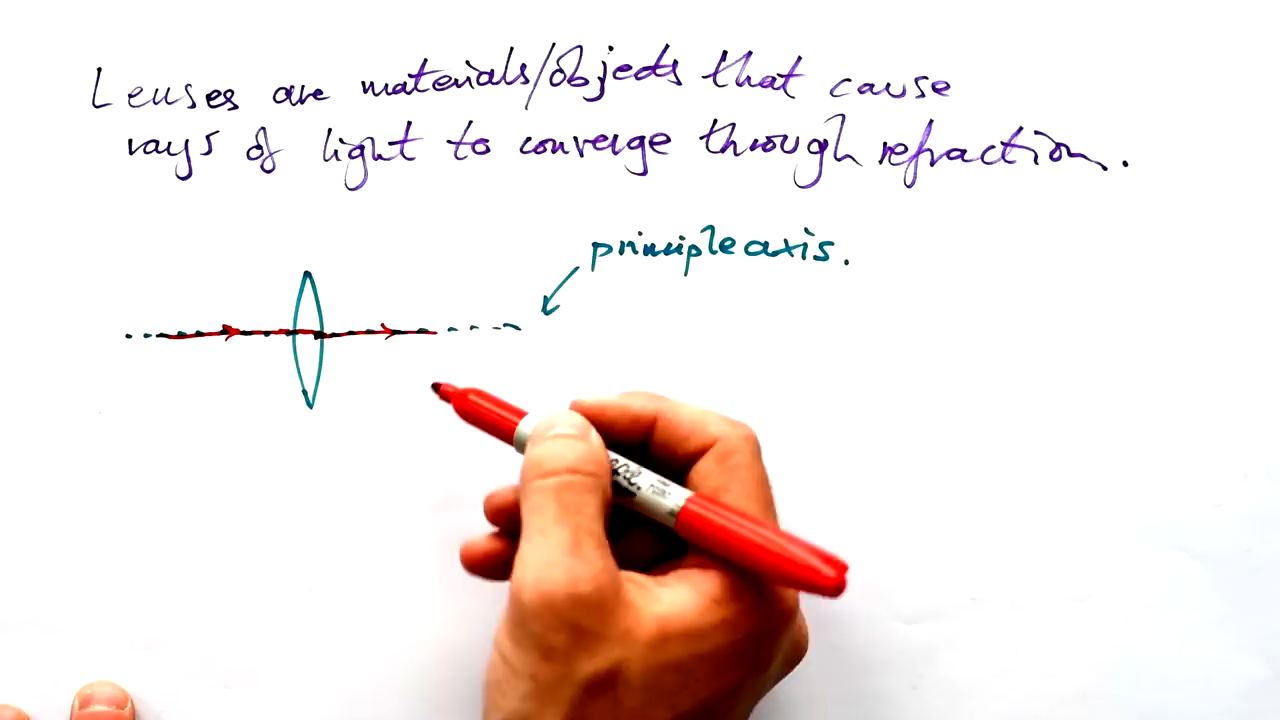 Lenses are materials/objects that cause
rays of light to converge through refraction.
principle axis.